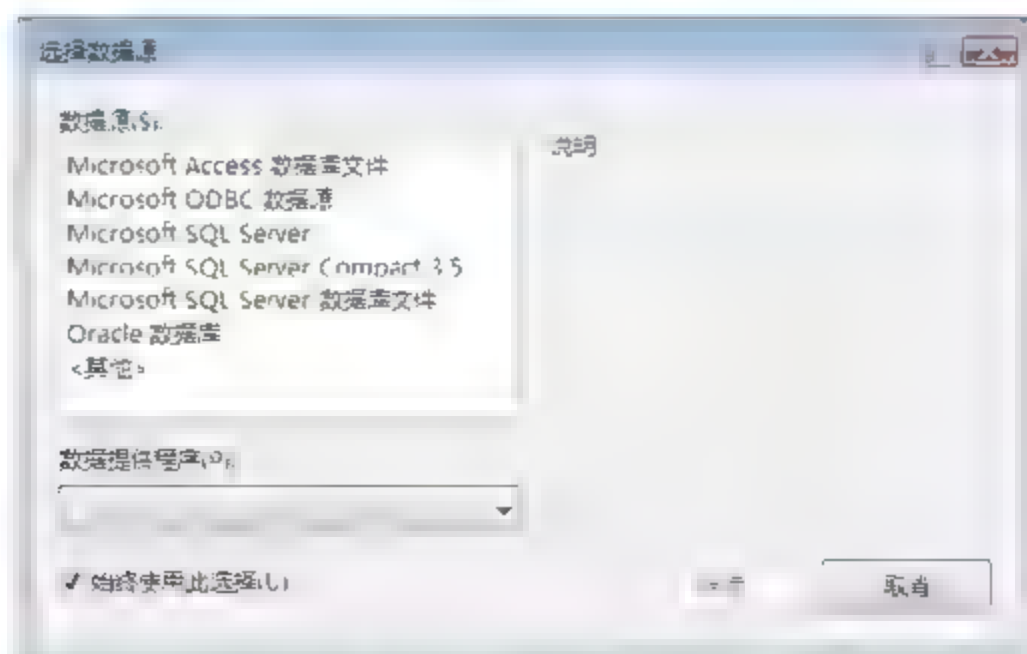 选择数据源
数据源(S):
Microsoft Access 数据库文件
Microsoft ODBC 数据源
Microsoft SQL Server
Microsoft SQL Server Compact 3.5
Microsoft SQL Server 数据库文件
Oracle 数据库
<其他>
说明
数据提供程序(P):
始终使用此选择(U)
取消